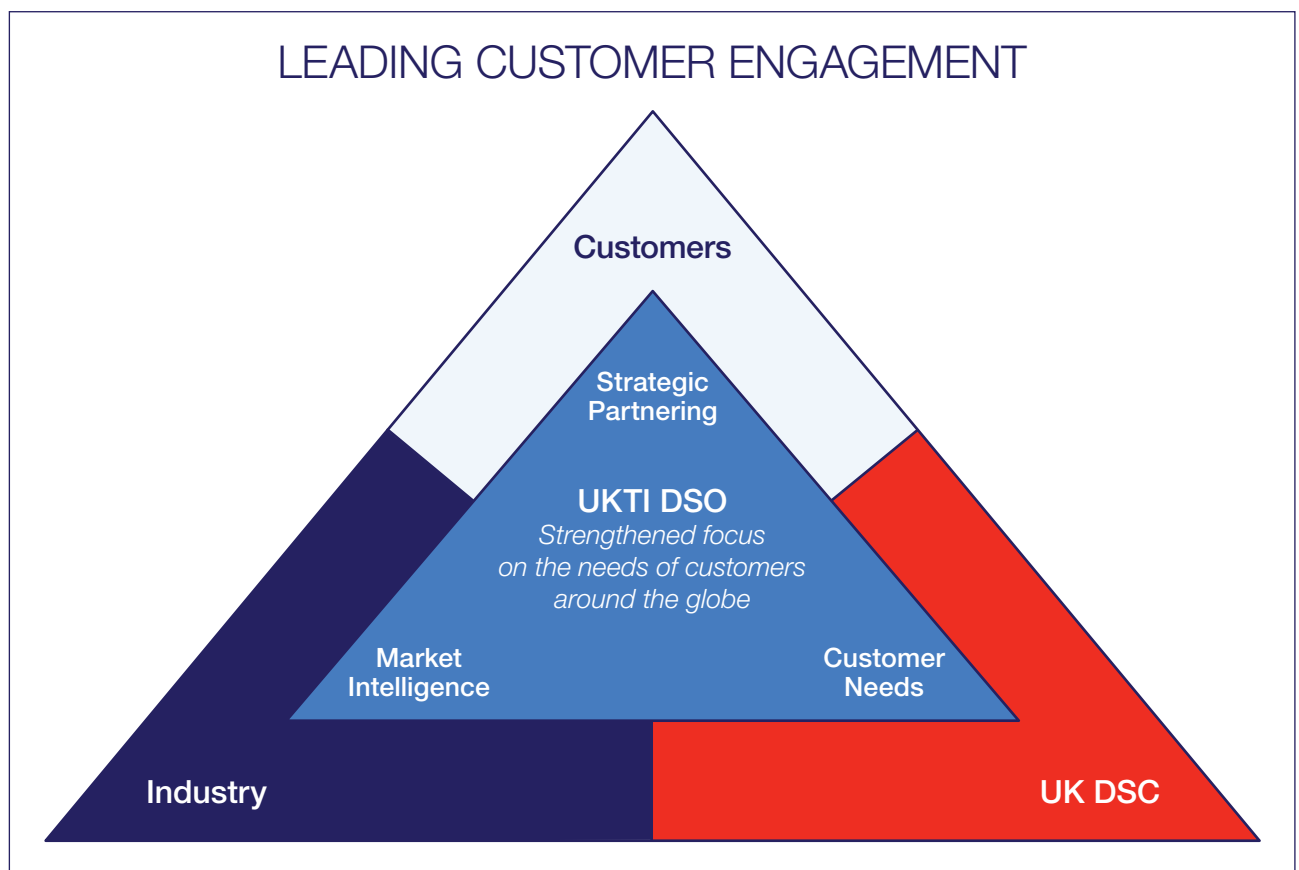 LEADING CUSTOMER ENGAGEMENT
Customers
Strategic
Partnering
UKTI DSO
Strengthened focus
on the needs of customers
around the globe
Market
Intelligence
Customer
Needs
Industry
UK DSC